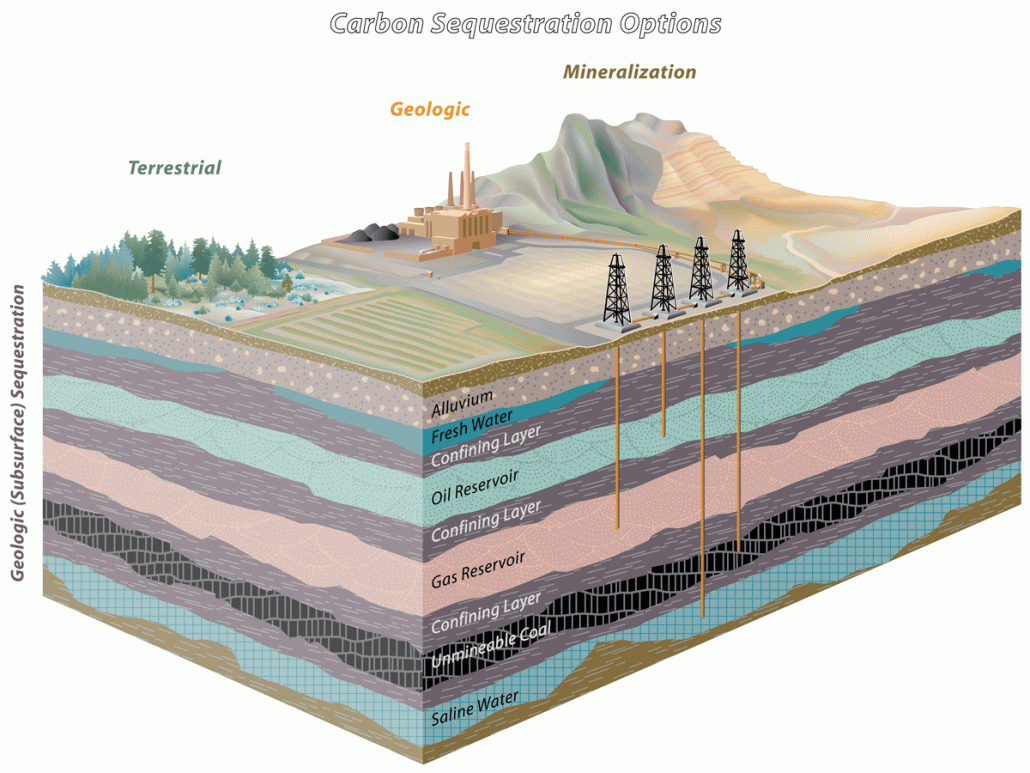 Carbon Sequestration Options
Mineralization
Geologic
Terrestrial
Geologic (Subsurface) Sequestration
Alluvium
Fresh Water
Confining Layer
Oil Reservoir
Confining Layer
Gas Reservoir
Confining Layer
Unmineable Coal
Saline Water